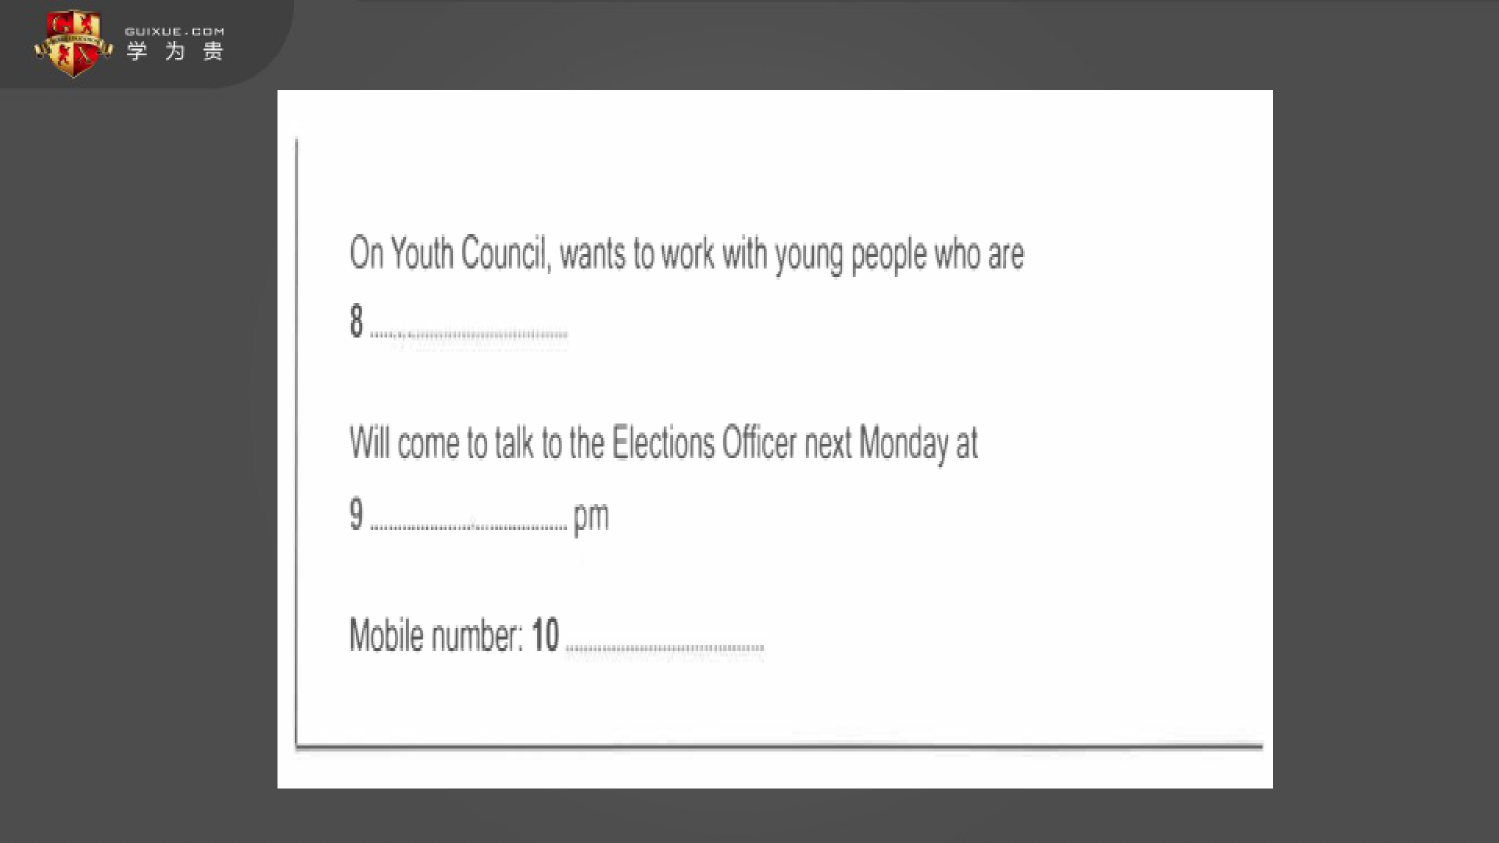 GUIXUE.COM
学为贵
On Youth Council, wants to work with young people who are
8 ........................................
Will come to talk to the Elections Officer next Monday at
9 ........................................ pm
Mobile number: 10 ........................................